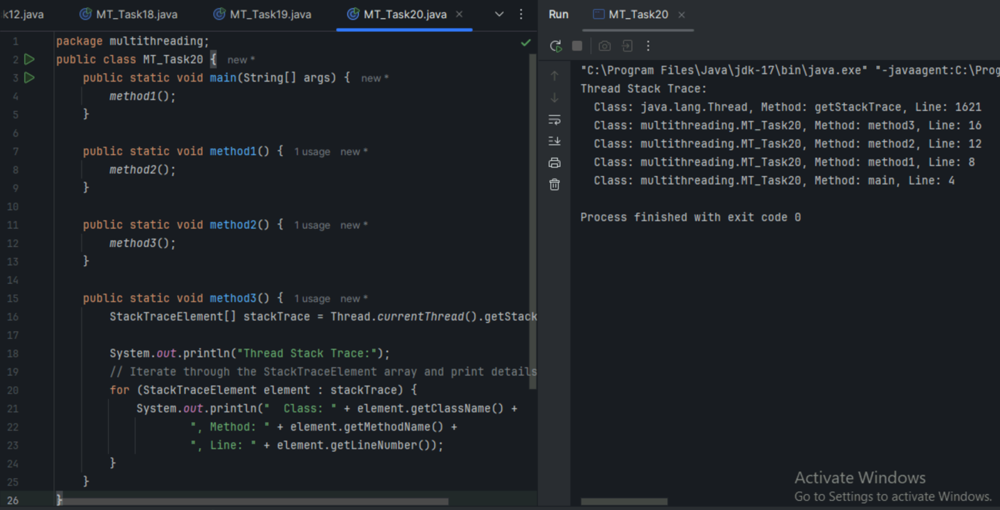 k12.java MT_Task18.java MT_Task19.java MT_Task20.java
1 package multithreading;
2 public class MT_Task20 { new *
3 public static void main(String[] args) { new *
4 method1();
5 }
6
7 public static void method1() { 1 usage new *
8 method2();
9 }
10
11 public static void method2() { 1 usage new *
12 method3();
13 }
14
15 public static void method3() { 1 usage new *
16 StackTraceElement[] stackTrace = Thread.currentThread().getStack
17
18 System.out.println("Thread Stack Trace:");
19 // Iterate through the StackTraceElement array and print details
20 for (StackTraceElement element : stackTrace) {
21 System.out.println("  Class: " + element.getClassName() +
22 ", Method: " + element.getMethodName() +
23 ", Line: " + element.getLineNumber());
24 }
25 }
26 }
Run MT_Task20
"C:\Program Files\Java\jdk-17\bin\java.exe" "-javaagent:C:\Prog
Thread Stack Trace:
Class: java.lang.Thread, Method: getStackTrace, Line: 1621
Class: multithreading.MT_Task20, Method: method3, Line: 16
Class: multithreading.MT_Task20, Method: method2, Line: 12
Class: multithreading.MT_Task20, Method: method1, Line: 8
Class: multithreading.MT_Task20, Method: main, Line: 4
Process finished with exit code 0
Activate Windows
Go to Settings to activate Windows.